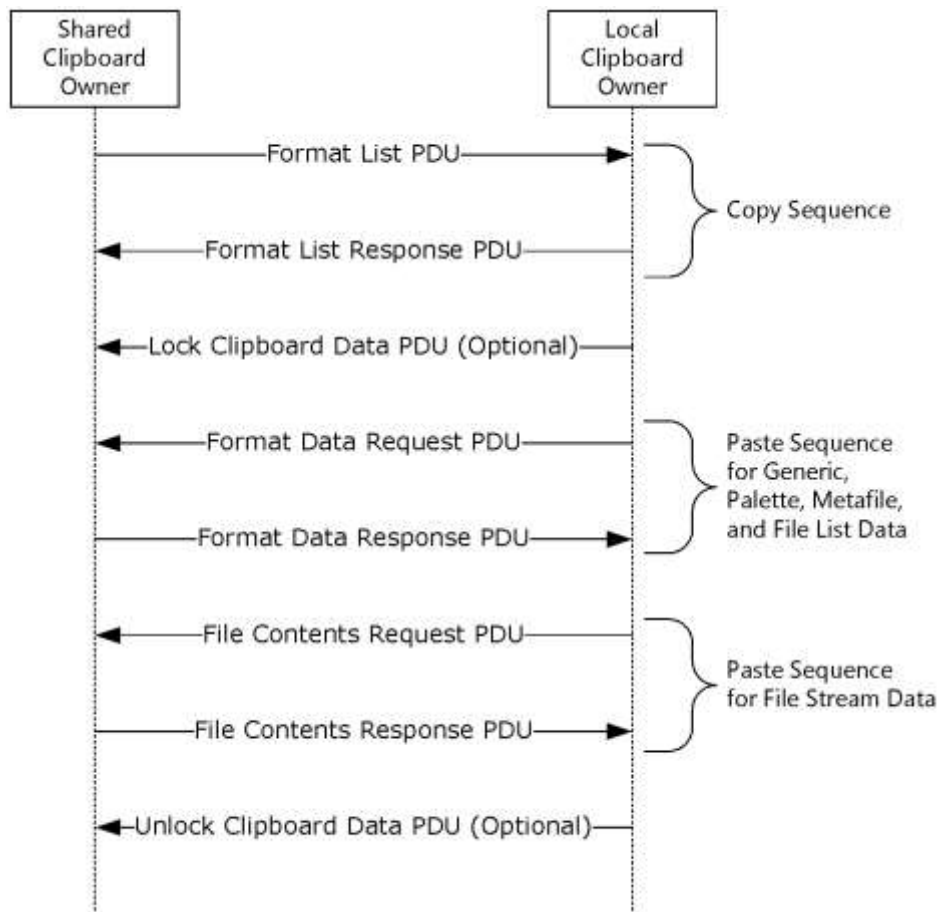 Shared
Clipboard
Owner
Local
Clipboard
Owner
Format List PDU
Copy Sequence
Format List Response PDU
Lock Clipboard Data PDU (Optional)
Format Data Request PDU
Paste Sequence
for Generic,
Palette, Metafile,
and File List Data
Format Data Response PDU
File Contents Request PDU
Paste Sequence
for File Stream Data
File Contents Response PDU
Unlock Clipboard Data PDU (Optional)